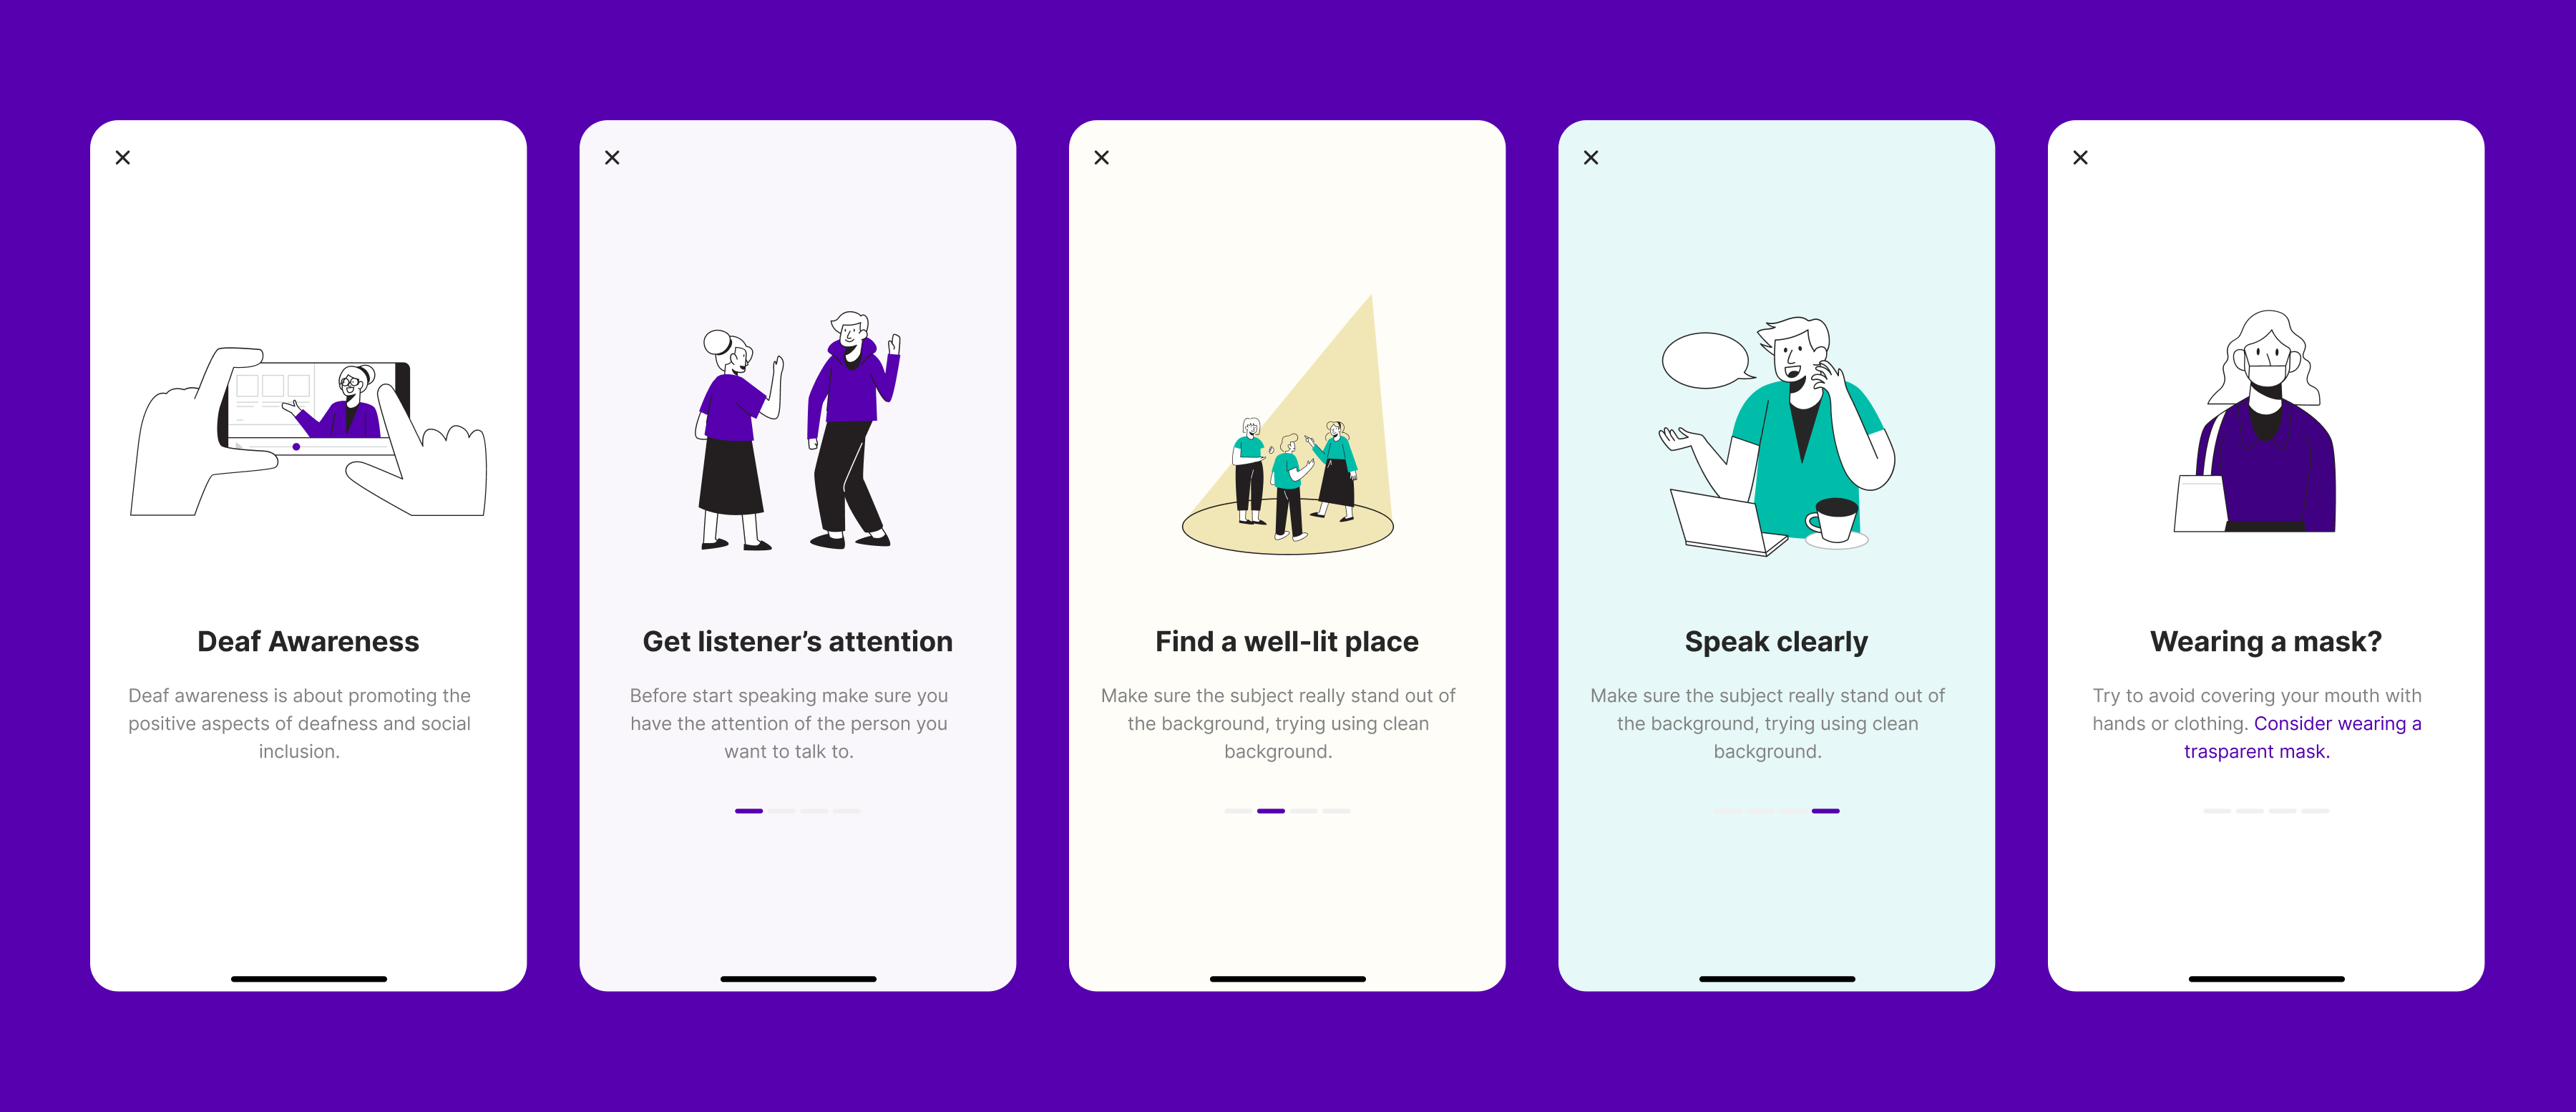 Deaf Awareness
Deaf awareness is about promoting the
positive aspects of deafness and social
inclusion.
Get listener’s attention
Before start speaking make sure you
have the attention of the person you
want to talk to.
Find a well-lit place
Make sure the subject really stand out of
the background, trying using clean
background.
Speak clearly
Make sure the subject really stand out of
the background, trying using clean
background.
Wearing a mask?
Try to avoid covering your mouth with
hands or clothing. Consider wearing a
trasparent mask.